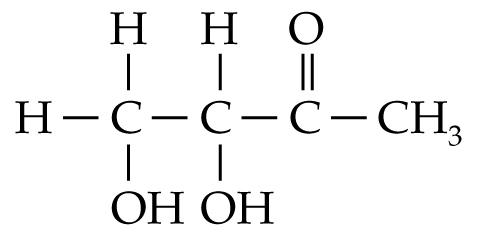 H H O
H – C – C – C – CH₃
OH OH